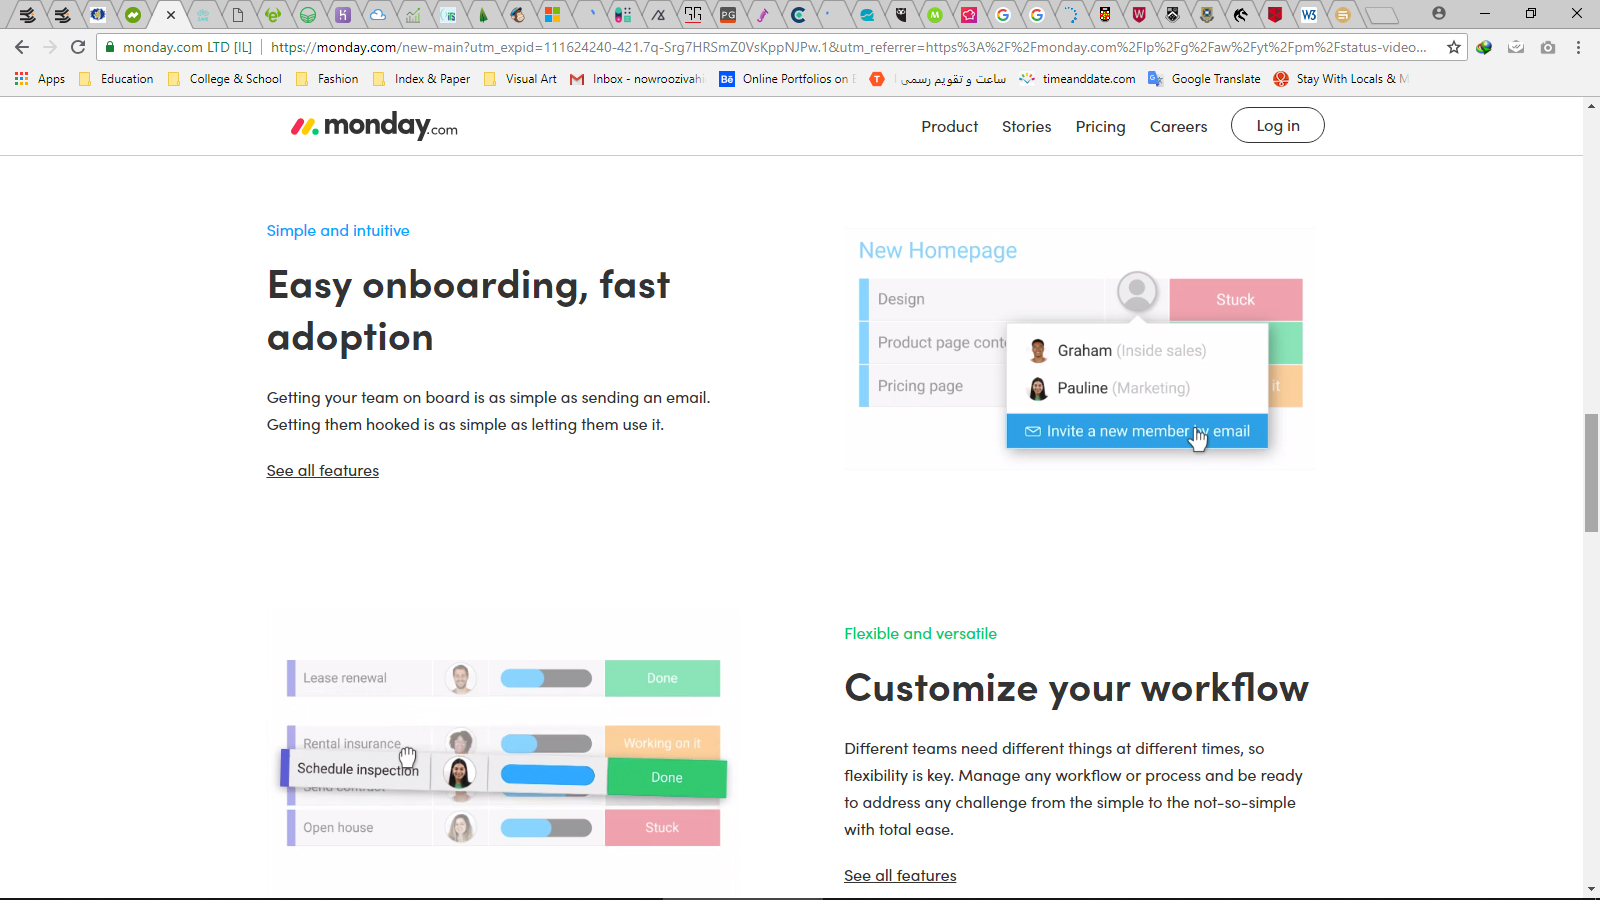 monday.com LTD [IL]
https://monday.com/new-main?utm_expid=111624240-421.7q-Srg7HRSmZ0VsKppNJPw.1&utm_referrer=https%3A%2F%2Fmonday.com%2Flp%2Fg%2Faw%2Fyt%2Fpm%2Fstatus-video...
Apps
Education
College & School
Fashion
Index & Paper
Visual Art
Inbox - nowroozivahi
Online Portfolios on
ساعت و تقویم رسمی
timeanddate.com
Google Translate
Stay With Locals & M
monday.com
Product
Stories
Pricing
Careers
Log in
Simple and intuitive
Easy onboarding, fast
adoption
Getting your team on board is as simple as sending an email.
Getting them hooked is as simple as letting them use it.
See all features
New Homepage
Design
Stuck
Product page conte
Pricing page
it
Graham (Inside sales)
Pauline (Marketing)
Invite a new member by email
Lease renewal
Done
Rental insurance
Working on it
Schedule inspection
Done
Send contract
Open house
Stuck
Flexible and versatile
Customize your workflow
Different teams need different things at different times, so
flexibility is key. Manage any workflow or process and be ready
to address any challenge from the simple to the not-so-simple
with total ease.
See all features